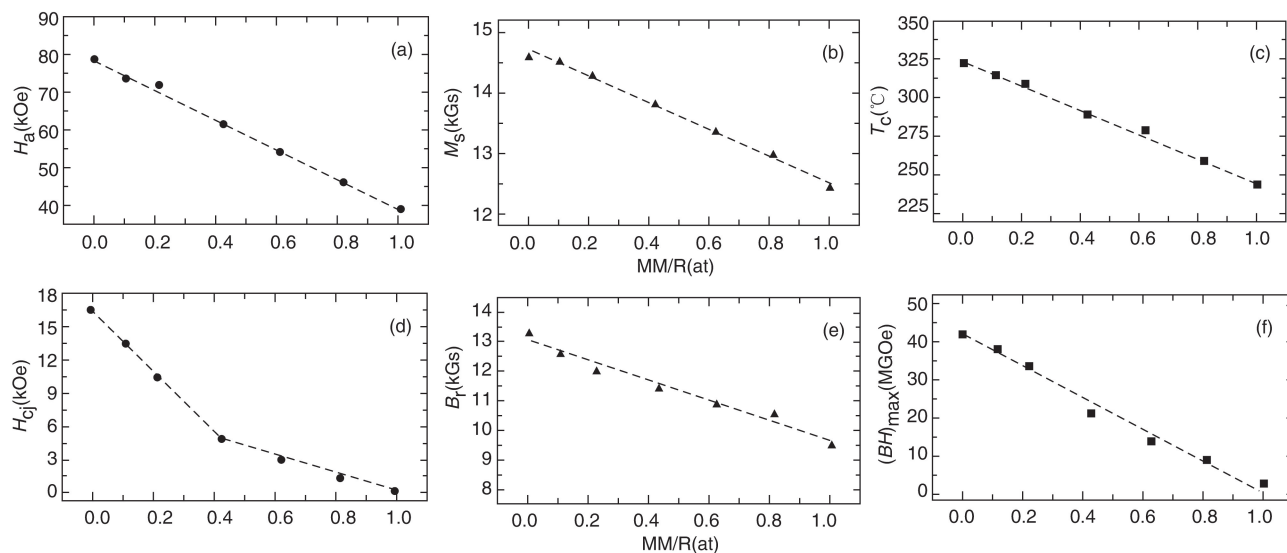 (a)
Ha(kOe)
90
80
70
60
50
40
0.0 0.2 0.4 0.6 0.8 1.0
(b)
Ms(kGs)
15
14
13
12
0.0 0.2 0.4 0.6 0.8 1.0
MM/R(at)
(c)
Tc(℃)
350
325
300
275
250
225
0.0 0.2 0.4 0.6 0.8 1.0
(d)
Hcj(kOe)
18
15
12
9
6
3
0
0.0 0.2 0.4 0.6 0.8 1.0
(e)
Br(kGs)
14
13
12
11
10
9
8
0.0 0.2 0.4 0.6 0.8 1.0
MM/R(at)
(f)
(BH)max(MGOe)
50
40
30
20
10
0
0.0 0.2 0.4 0.6 0.8 1.0